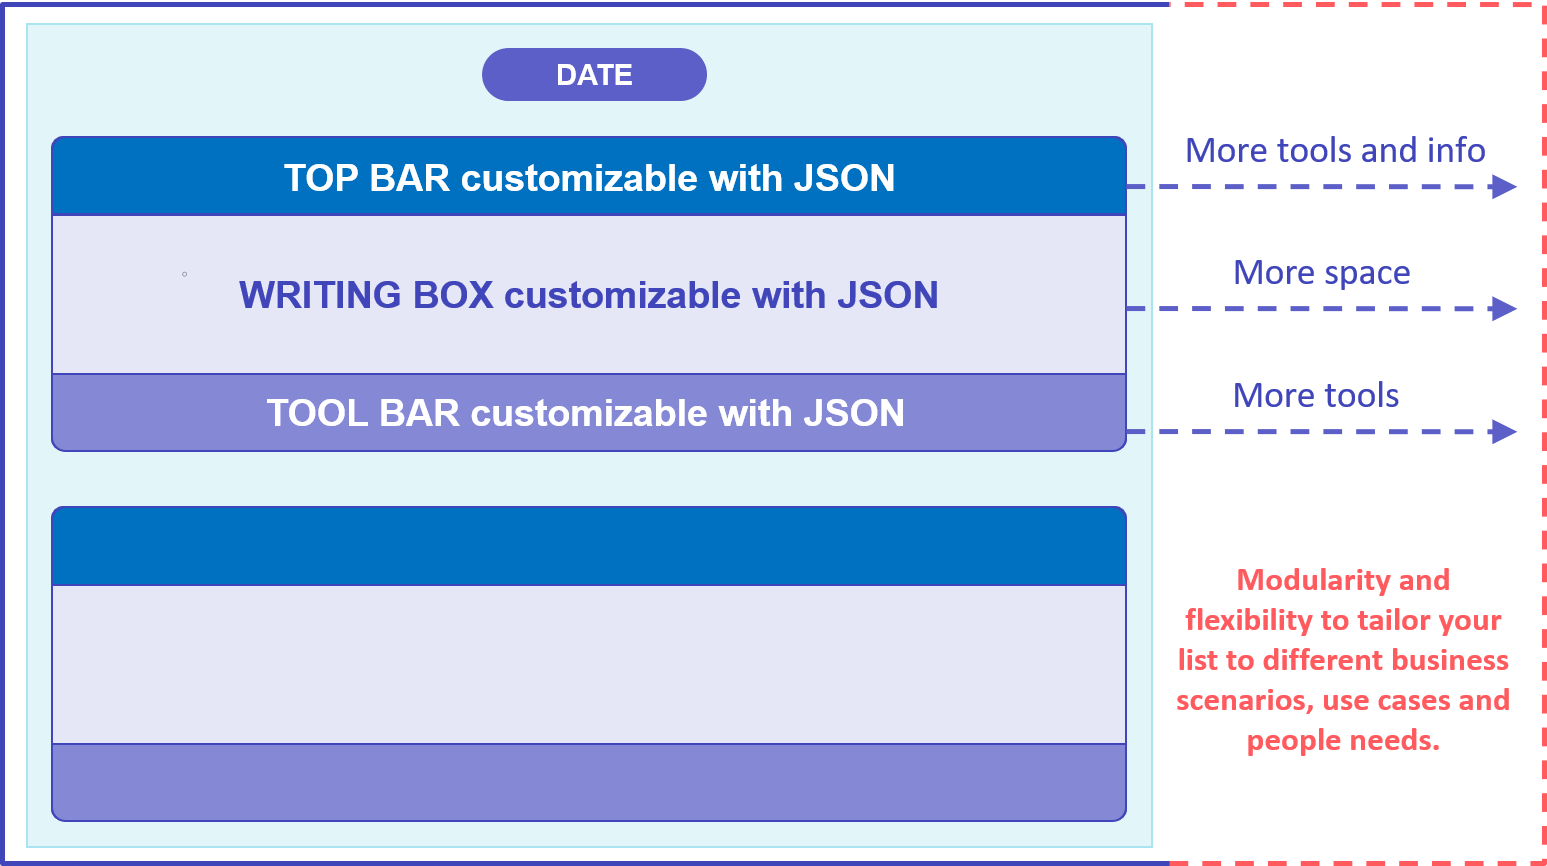 DATE
TOP BAR customizable with JSON
More tools and info
WRITING BOX customizable with JSON
More space
TOOL BAR customizable with JSON
More tools
Modularity and
flexibility to tailor your
list to different business
scenarios, use cases and
people needs.